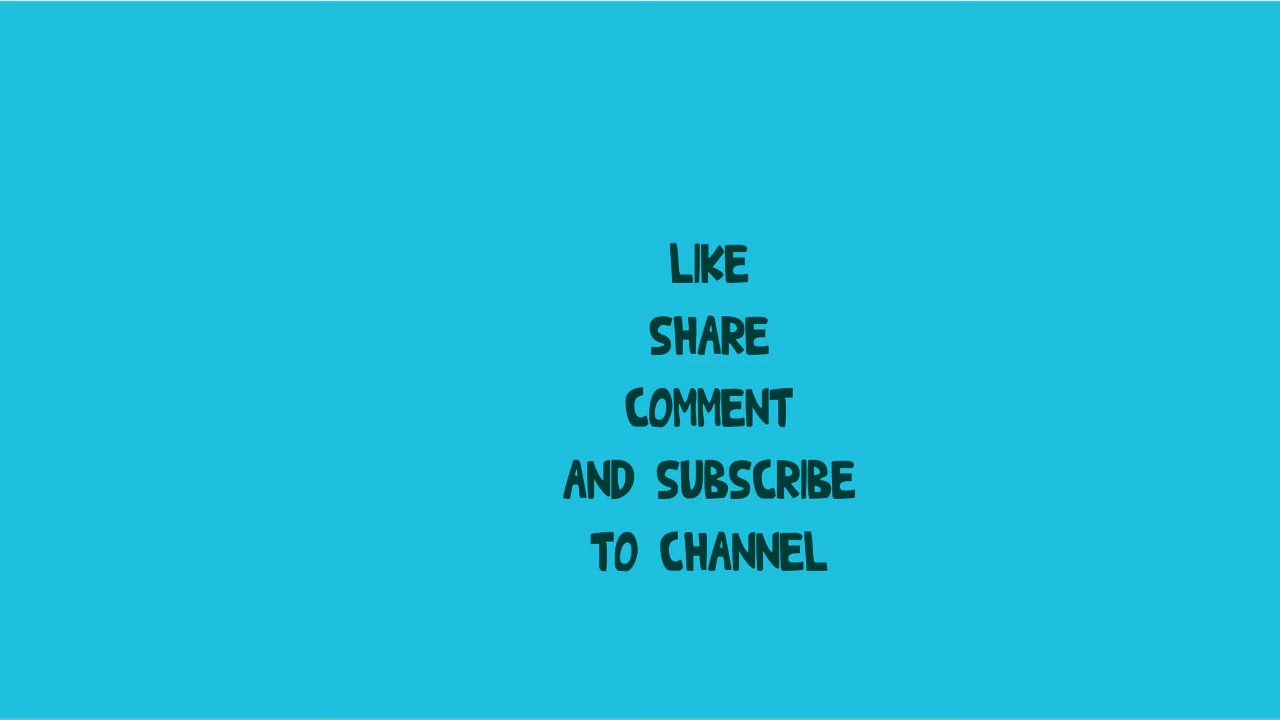 LIKE
SHARE
COMMENT
AND SUBSCRIBE
TO CHANNEL